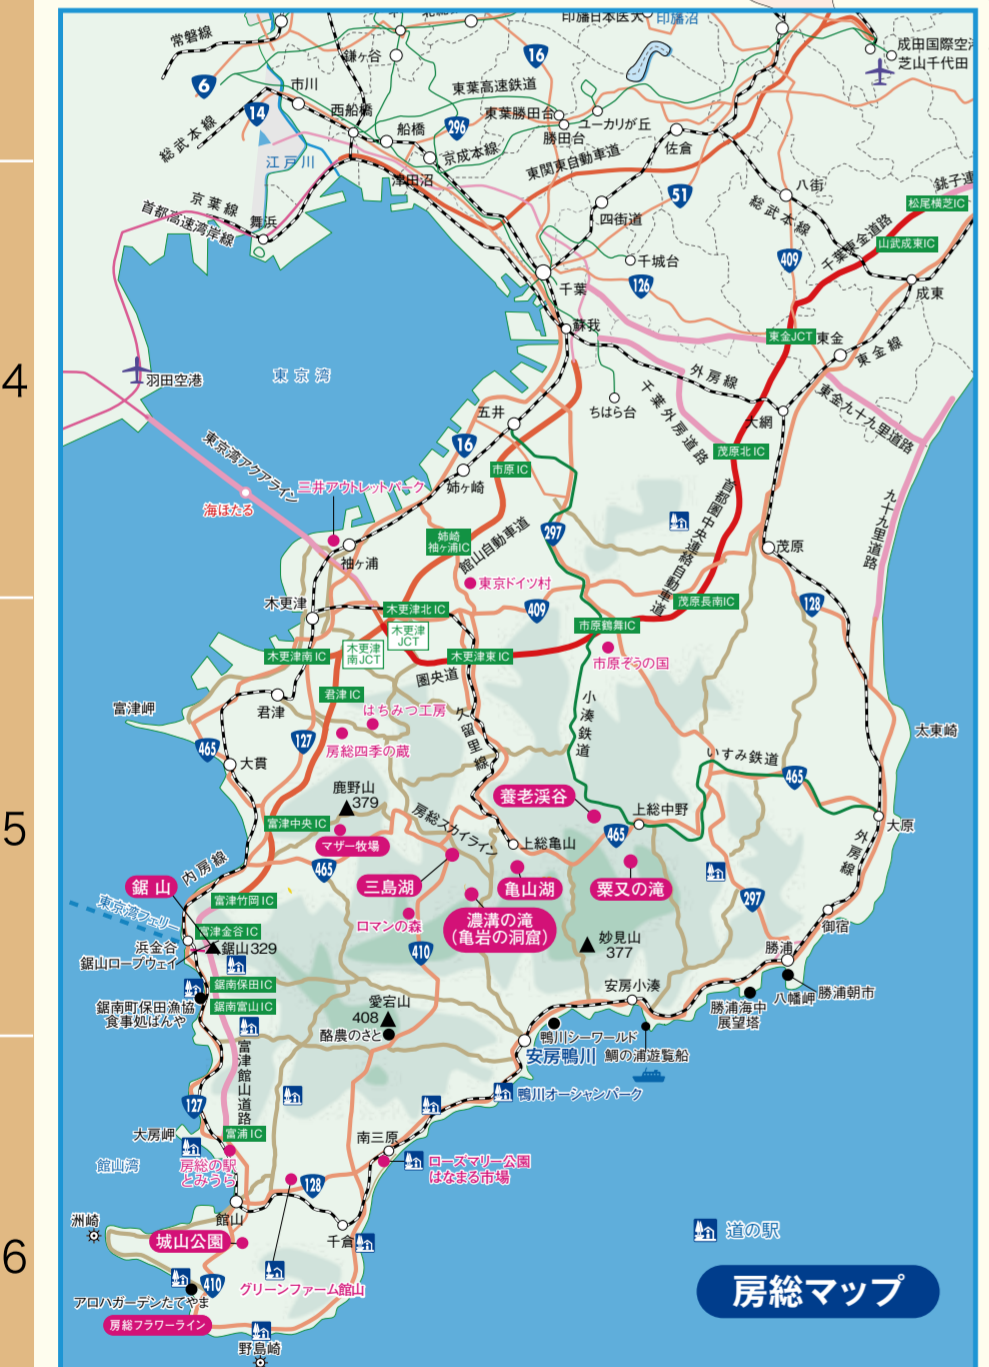 常磐線
鎌ヶ谷
印旛日本医大
印旛沼
成田国際空
芝山千代田
6
16
市川
14
西船橋
東葉高速鉄道
東葉勝田台
ユーカリが丘
勝田台
船橋
296
総武本線
江戸川
京成本線
佐倉
津田沼
東関東自動車道
51
八街
銚子連
松尾横芝IC
京葉線
首都高速湾岸線
舞浜
四街道
総武本線
千葉東金道路
山武成東IC
409
千城台
千葉
126
成東
蘇我
東金JCT
東金
東金線
4
羽田空港
東京湾
外房線
千葉外房道路
ちはら台
東金九十九里道路
五井
大網
16
東京湾アクアライン
市原IC
茂原北IC
姉ヶ崎
三井アウトレットパーク
海ほたる
首都圏中央連絡自動車道
九十九里道路
姉崎
袖ヶ浦IC
館山自動車道
297
袖ヶ浦
茂原
東京ドイツ村
木更津
木更津北IC
409
茂原長南IC
128
木更津
JCT
市原鶴舞IC
木更津南IC
木更津
南JCT
木更津東IC
市原ぞうの国
圏央道
君津IC
富津岬
君津
はちみつ工房
久留里線
小湊鉄道
太東崎
465
127
房総四季の蔵
大貫
いすみ鉄道
鹿野山
379
養老渓谷
465
5
富津中央IC
房総スカイライン
上総中野
大原
マザー牧場
465
上総亀山
外房線
内房線
465
三島湖
亀山湖
粟又の滝
鋸山
富津竹岡IC
297
東京湾フェリー
ロマンの森
濃溝の滝
(亀岩の洞窟)
御宿
富津金谷IC
浜金谷
鋸山329
鋸山ロープウェイ
410
妙見山
377
勝浦
鋸南保田IC
安房小湊
八幡岬
勝浦朝市
鋸南町保田漁協
食事処ばんや
鋸南富山IC
愛宕山
408
勝浦海中
展望塔
酪農のさと
鴨川シーワールド
安房鴨川
鯛の浦遊覧船
富津館山道路
127
鴨川オーシャンパーク
大房岬
富浦IC
南三原
館山湾
房総の駅
とみうら
ローズマリー公園
はなまる市場
128
洲崎
館山
道の駅
城山公園
千倉
6
410
グリーンファーム館山
アロハガーデンたてやま
房総マップ
房総フラワーライン
野島崎